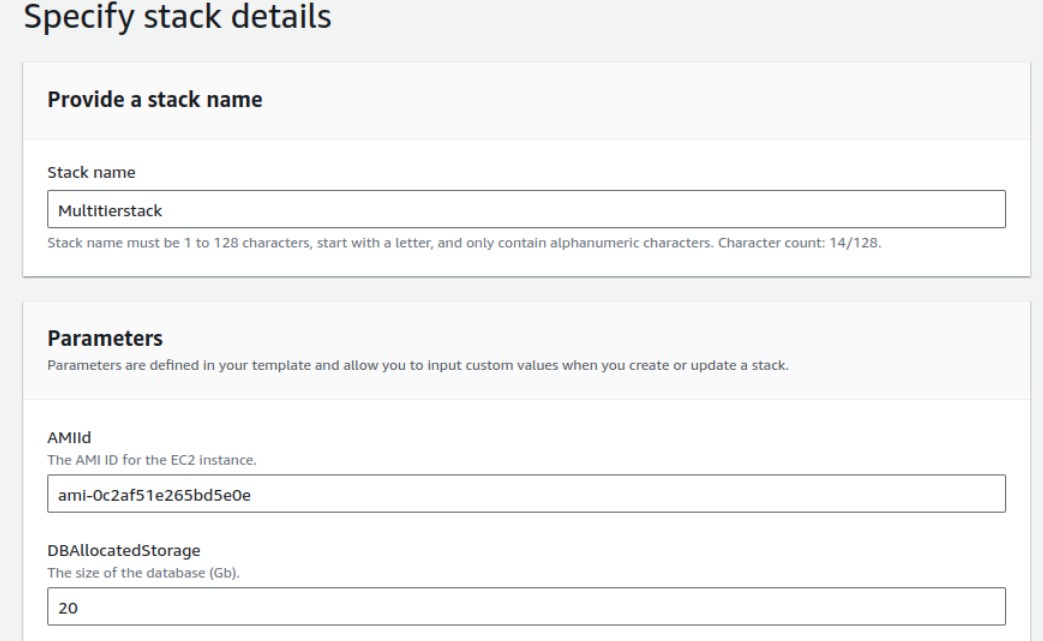 Specify stack details
Provide a stack name
Stack name
Multitierstack
Stack name must be 1 to 128 characters, start with a letter, and only contain alphanumeric characters. Character count: 14/128.
Parameters
Parameters are defined in your template and allow you to input custom values when you create or update a stack.
AMIId
The AMI ID for the EC2 instance.
ami-0c2af51e265bd5e0e
DBAllocatedStorage
The size of the database (Gb).
20